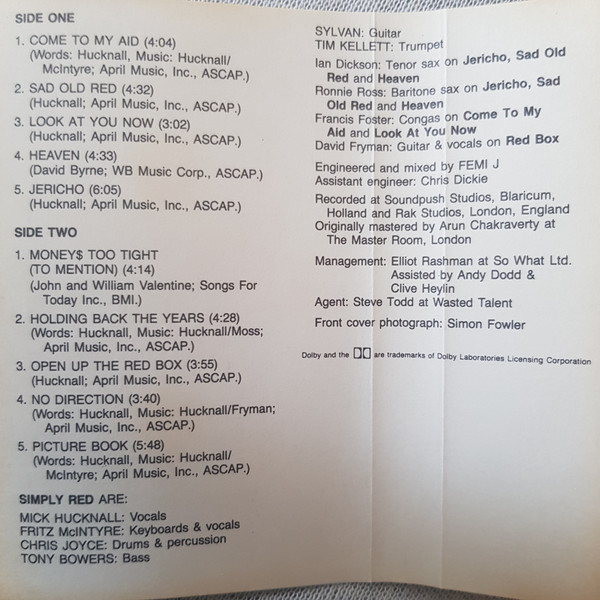 SIDE ONE
1. COME TO MY AID (4:04)
(Words: Hucknall, Music: Hucknall/
McIntyre; April Music, Inc., ASCAP.)
2. SAD OLD RED (4:32)
(Hucknall; April Music, Inc., ASCAP.)
3. LOOK AT YOU NOW (3:02)
(Hucknall; April Music, Inc., ASCAP.)
4. HEAVEN (4:33)
(David Byrne; WB Music Corp., ASCAP.)
5. JERICHO (6:05)
(Hucknall; April Music, Inc., ASCAP.)
SIDE TWO
1. MONEY$ TOO TIGHT
(TO MENTION) (4:14)
(John and William Valentine; Songs For
Today Inc., BMI.)
2. HOLDING BACK THE YEARS (4:28)
(Words: Hucknall, Music: Hucknall/Moss;
April Music, Inc., ASCAP.)
3. OPEN UP THE RED BOX (3:55)
(Hucknall; April Music, Inc., ASCAP.)
4. NO DIRECTION (3:40)
(Words: Hucknall, Music: Hucknall/Fryman;
April Music, Inc., ASCAP.)
5. PICTURE BOOK (5:48)
(Words: Hucknall, Music: Hucknall/
McIntyre; April Music, Inc., ASCAP.)
SIMPLY RED ARE:
MICK HUCKNALL: Vocals
FRITZ McINTYRE: Keyboards & vocals
CHRIS JOYCE: Drums & percussion
TONY BOWERS: Bass
SYLVAN: Guitar
TIM KELLETT: Trumpet
Ian Dickson: Tenor sax on Jericho, Sad Old
Red and Heaven
Ronnie Ross: Baritone sax on Jericho, Sad
Old Red and Heaven
Francis Foster: Congas on Come To My
Aid and Look At You Now
David Fryman: Guitar & vocals on Red Box
Engineered and mixed by FEMI J
Assistant engineer: Chris Dickie
Recorded at Soundpush Studios, Blaricum,
Holland and Rak Studios, London, England
Originally mastered by Arun Chakraverty at
The Master Room, London
Management: Elliot Rashman at So What Ltd.
Assisted by Andy Dodd &
Clive Heylin
Agent: Steve Todd at Wasted Talent
Front cover photograph: Simon Fowler
Dolby and the are trademarks of Dolby Laboratories Licensing Corporation